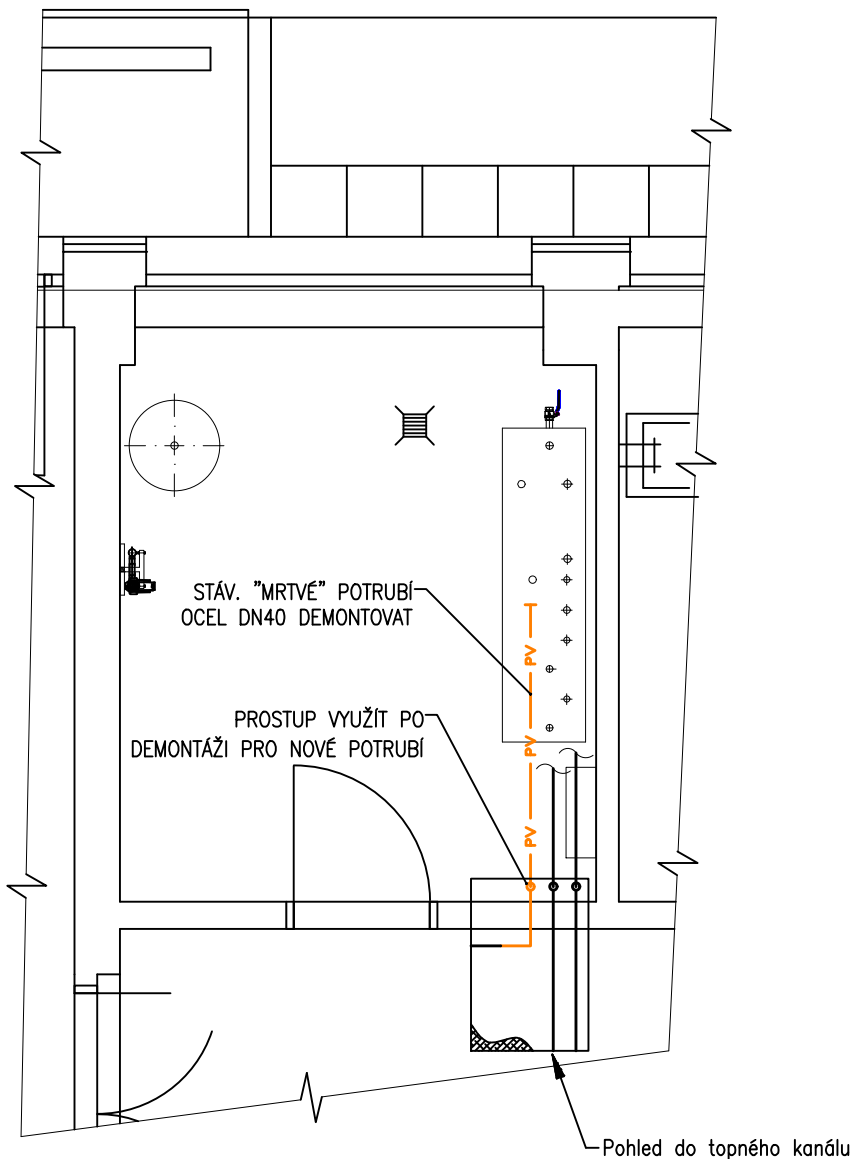 STÁV. "MRTVÉ" POTRUBÍ
OCEL DN40 DEMONTOVAT
PV
PROSTUP VYUŽÍT PO
DEMONTÁŽI PRO NOVÉ POTRUBÍ
PV
PV
Pohled do topného kanálu